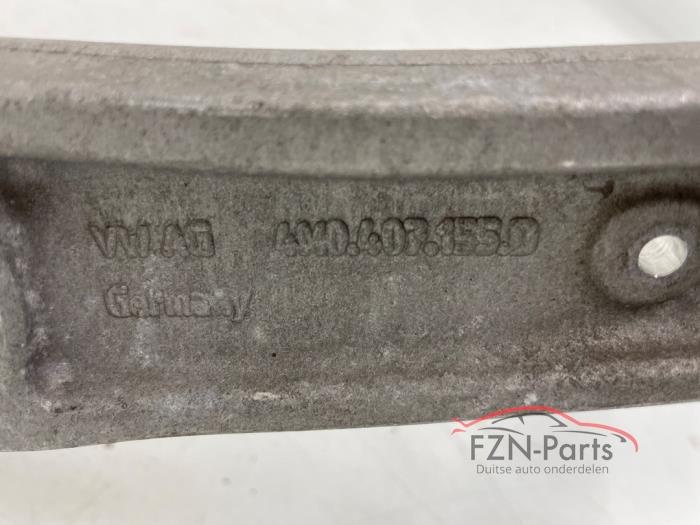 VW.AG 4M0.407.155.D
Germany
FZN-Parts
Duitse auto onderdelen